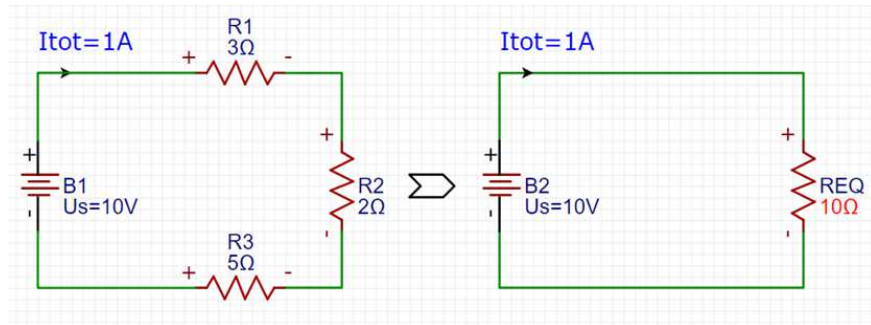 Itot=1A
R1
3Ω
+ -
+
B1
Us=10V
-
+
R2
2Ω
-
R3
5Ω
+ -
Itot=1A
+
B2
Us=10V
-
+
REQ
10Ω
-